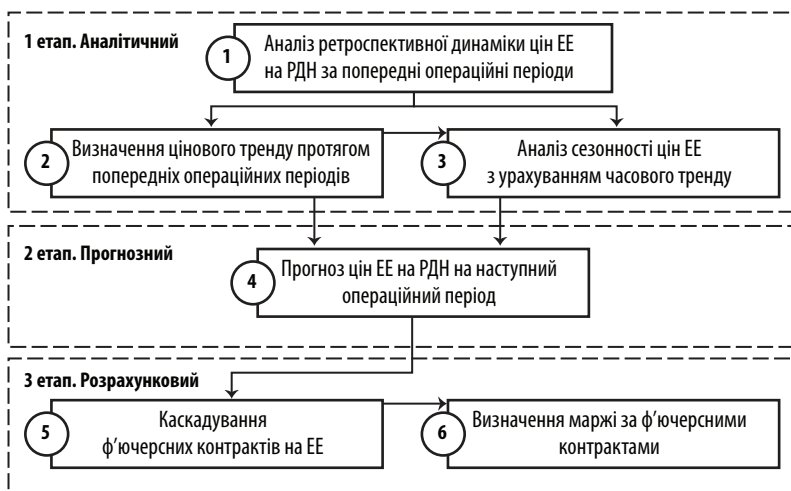 1 етап. Аналітичний
1
Аналіз ретроспективної динаміки цін ЕЕ
на РДН за попередні операційні періоди
2
Визначення цінового тренду протягом
попередніх операційних періодів
3
Аналіз сезонності цін ЕЕ
з урахуванням часового тренду
2 етап. Прогнозний
4
Прогноз цін ЕЕ на РДН на наступний
операційний період
3 етап. Розрахунковий
5
Каскадування
ф’ючерсних контрактів на ЕЕ
6
Визначення маржі за ф’ючерсними
контрактами